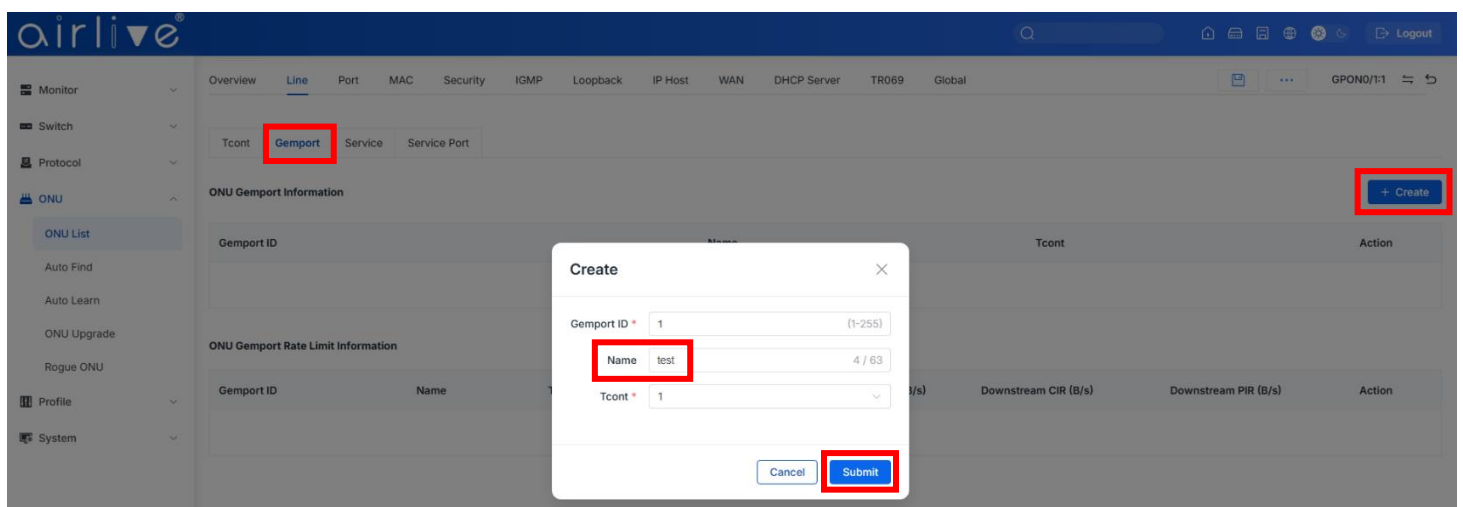 airlive®
Logout
Monitor
Switch
Protocol
ONU
ONU List
Auto Find
Auto Learn
ONU Upgrade
Rogue ONU
Profile
System
Overview Line Port MAC Security IGMP Loopback IP Host WAN DHCP Server TR069 Global
... GPON0/1:1
Tcont Gemport Service Service Port
ONU Gemport Information
+ Create
Gemport ID Name Tcont Action
ONU Gemport Rate Limit Information
Gemport ID Name B/s) Downstream CIR (B/s) Downstream PIR (B/s) Action
Create
Gemport ID * 1 (1-255)
Name test 4 / 63
Tcont * 1
Cancel Submit